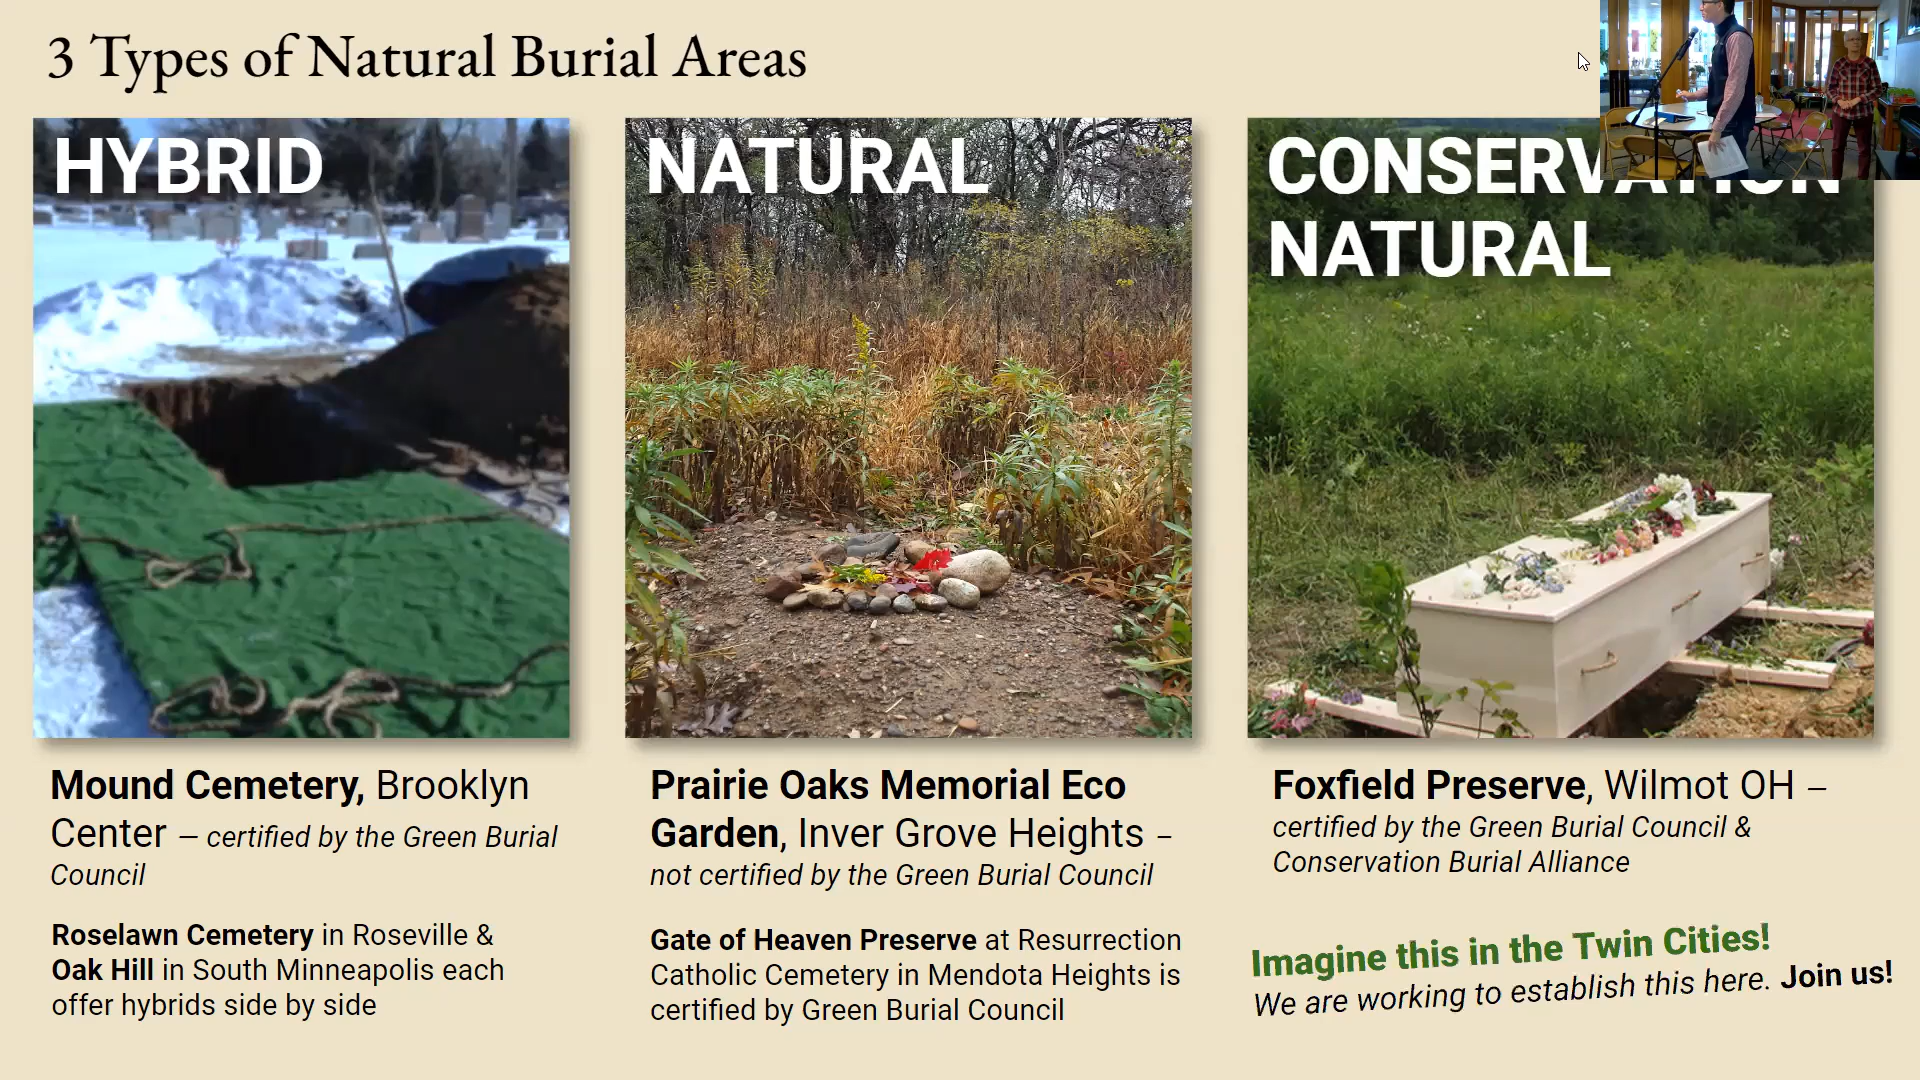 3 Types of Natural Burial Areas
HYBRID
Mound Cemetery, Brooklyn
Center – certified by the Green Burial
Council
Roselawn Cemetery in Roseville &
Oak Hill in South Minneapolis each
offer hybrids side by side
NATURAL
Prairie Oaks Memorial Eco
Garden, Inver Grove Heights –
not certified by the Green Burial Council
Gate of Heaven Preserve at Resurrection
Catholic Cemetery in Mendota Heights is
certified by Green Burial Council
CONSERVATION
NATURAL
Foxfield Preserve, Wilmot OH –
certified by the Green Burial Council &
Conservation Burial Alliance
Imagine this in the Twin Cities!
We are working to establish this here. Join us!